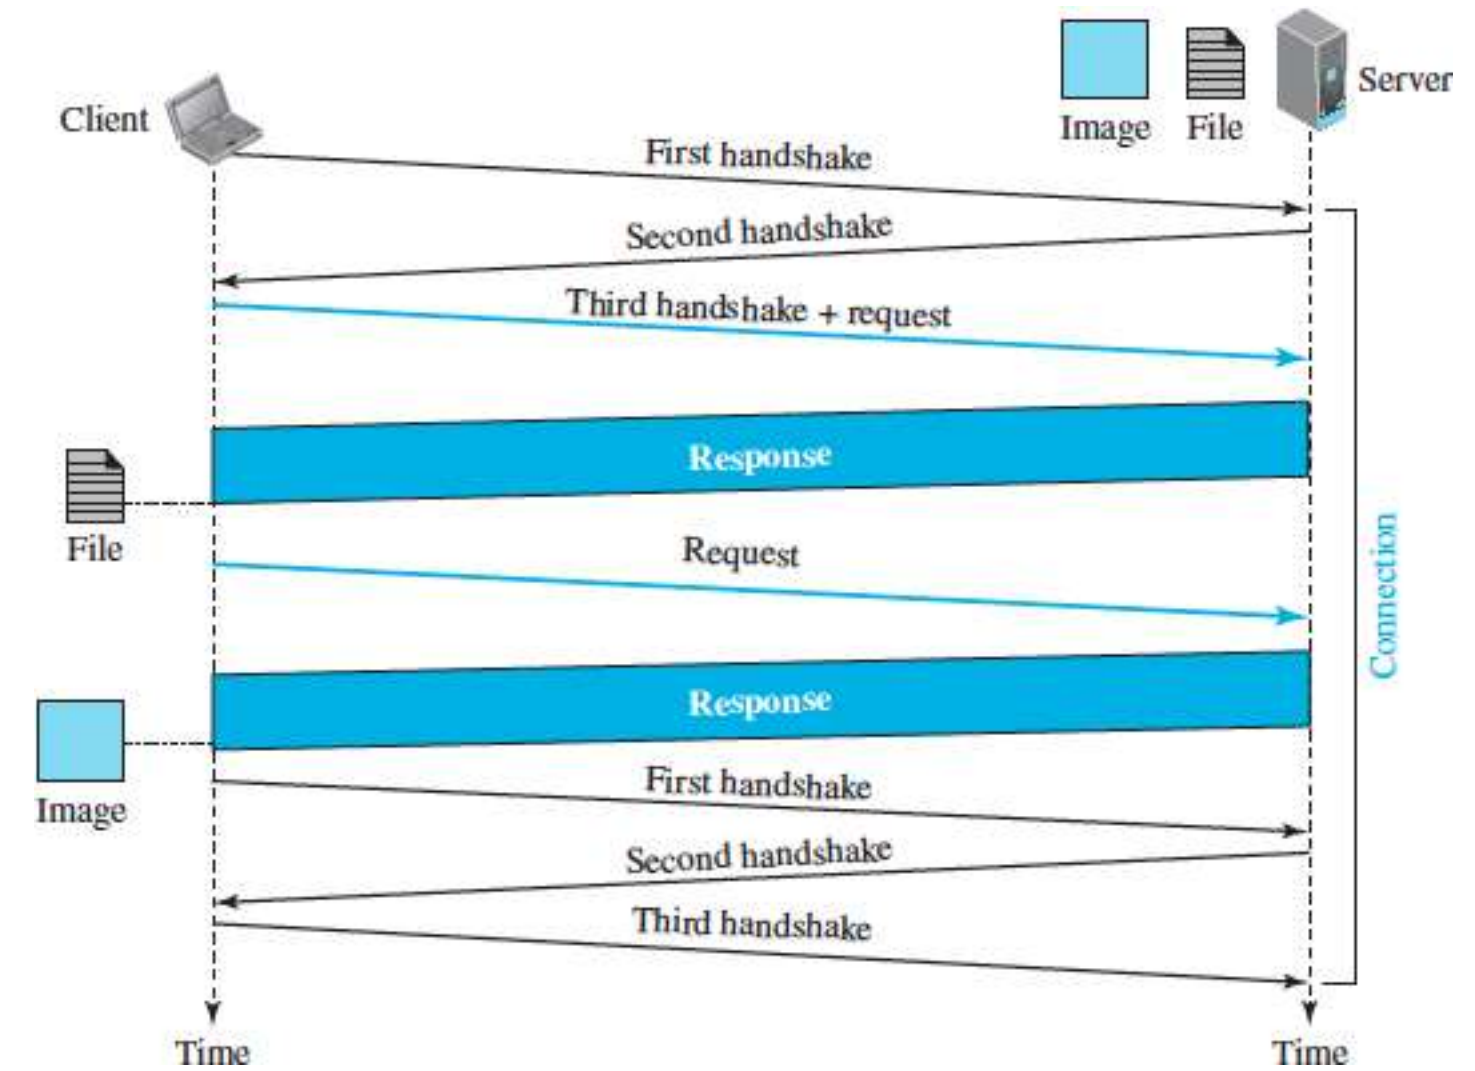 Server
Client
Image
File
First handshake
Second handshake
Third handshake + request
Response
File
Request
Connection
Response
First handshake
Image
Second handshake
Third handshake
Time
Time